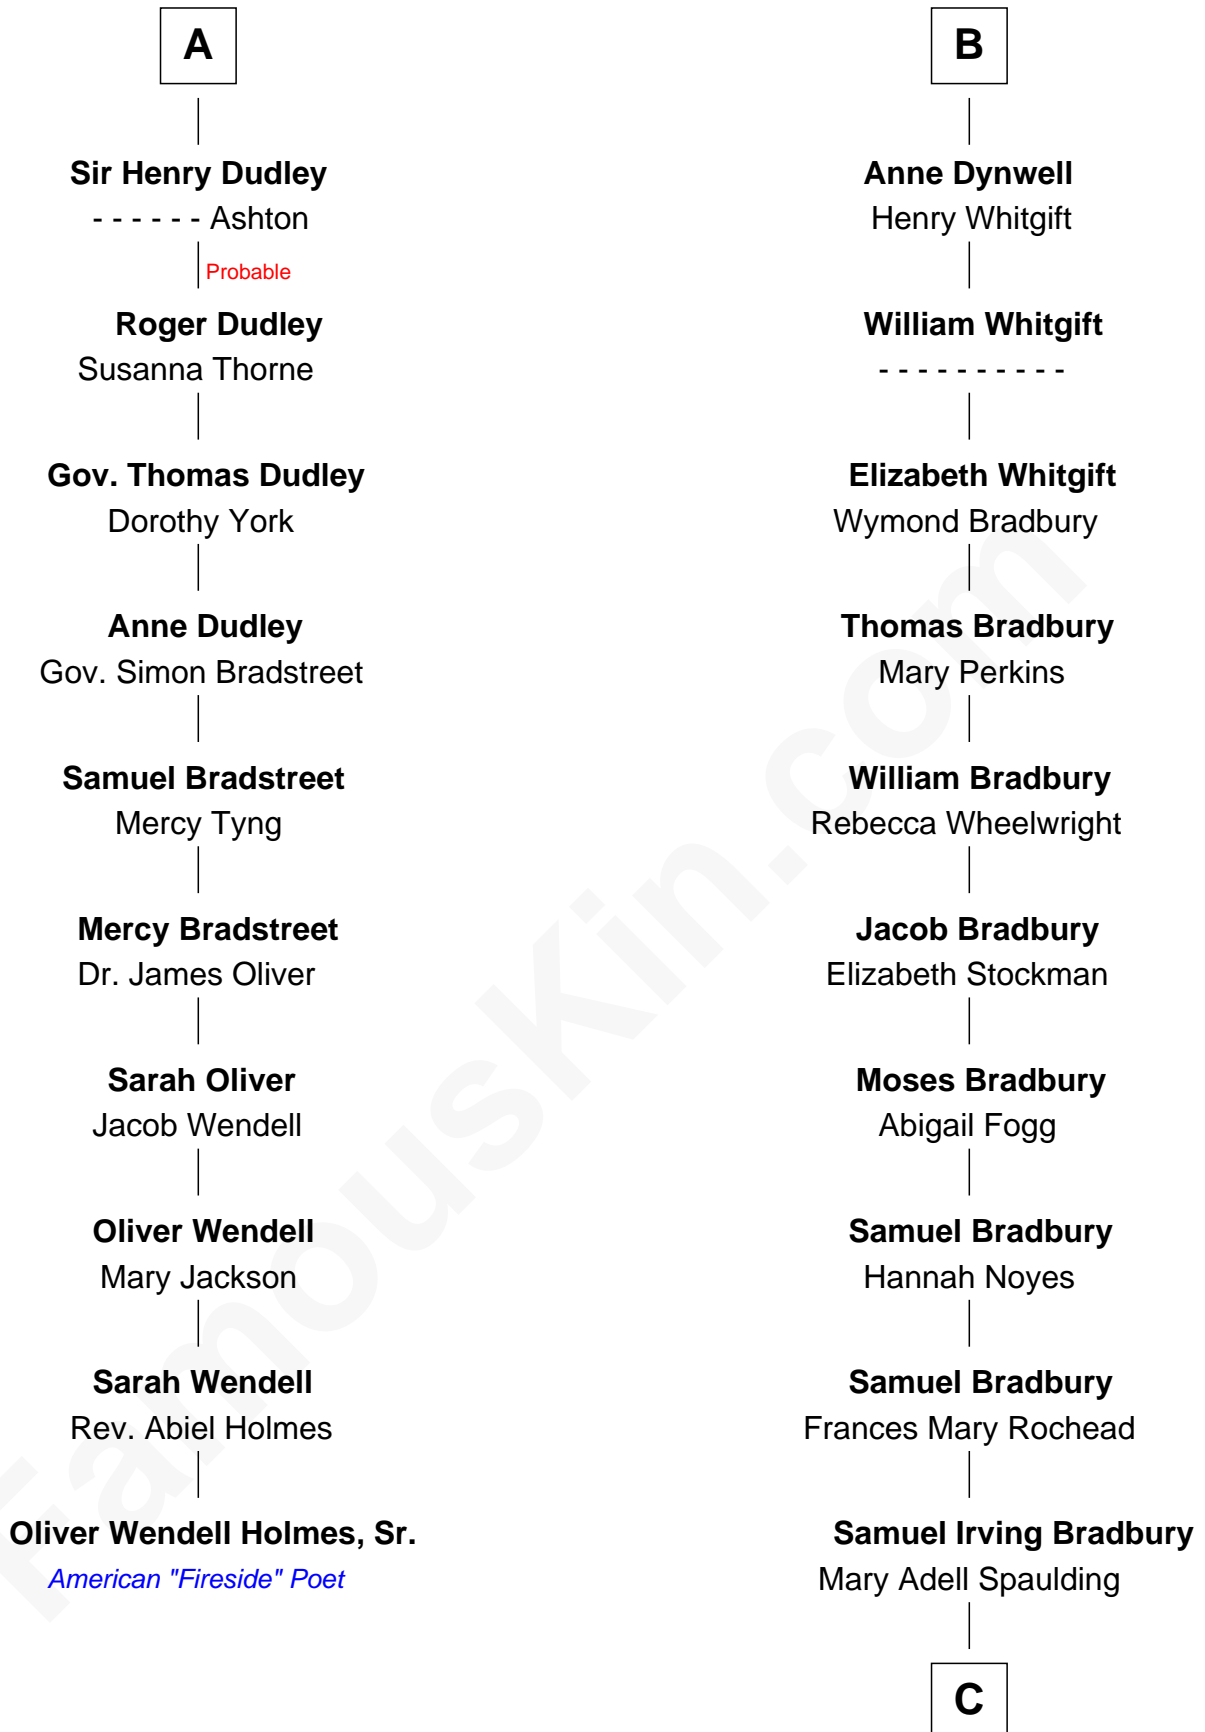 A
Sir Henry Dudley
- - - - - - Ashton
Probable
Roger Dudley
Susanna Thorne
Gov. Thomas Dudley
Dorothy York
Anne Dudley
Gov. Simon Bradstreet
Samuel Bradstreet
Mercy Tyng
Mercy Bradstreet
Dr. James Oliver
Sarah Oliver
Jacob Wendell
Oliver Wendell
Mary Jackson
Sarah Wendell
Rev. Abiel Holmes
Oliver Wendell Holmes, Sr.
American "Fireside" Poet
B
Anne Dynwell
Henry Whitgift
William Whitgift
- - - - - - - - - -
Elizabeth Whitgift
Wymond Bradbury
Thomas Bradbury
Mary Perkins
William Bradbury
Rebecca Wheelwright
Jacob Bradbury
Elizabeth Stockman
Moses Bradbury
Abigail Fogg
Samuel Bradbury
Hannah Noyes
Samuel Bradbury
Frances Mary Rochead
Samuel Irving Bradbury
Mary Adell Spaulding
C
FamousKin.com